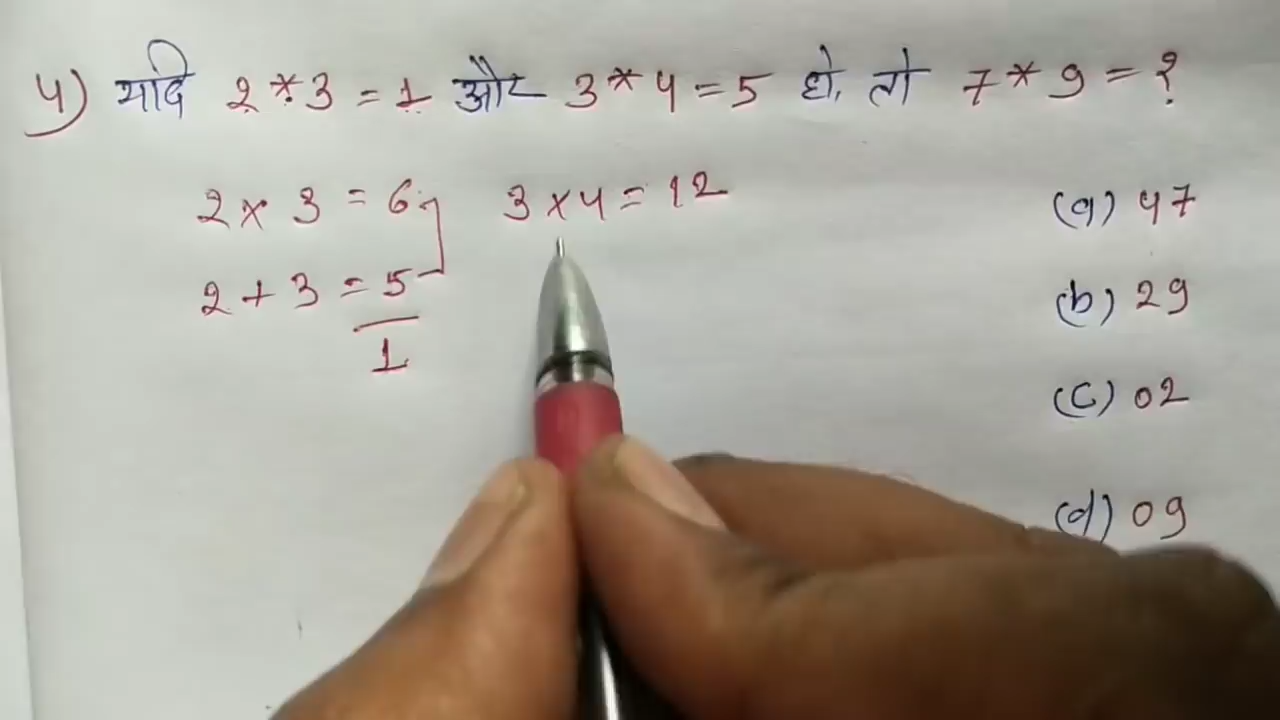 4) यदि 2 * 3 = 1 और 3 * 4 = 5 हो, तो 7 * 9 = ?
2 × 3 = 6
3 × 4 = 12
2 + 3 = 5
1
(a) 47
(b) 29
(c) 02
(d) 09